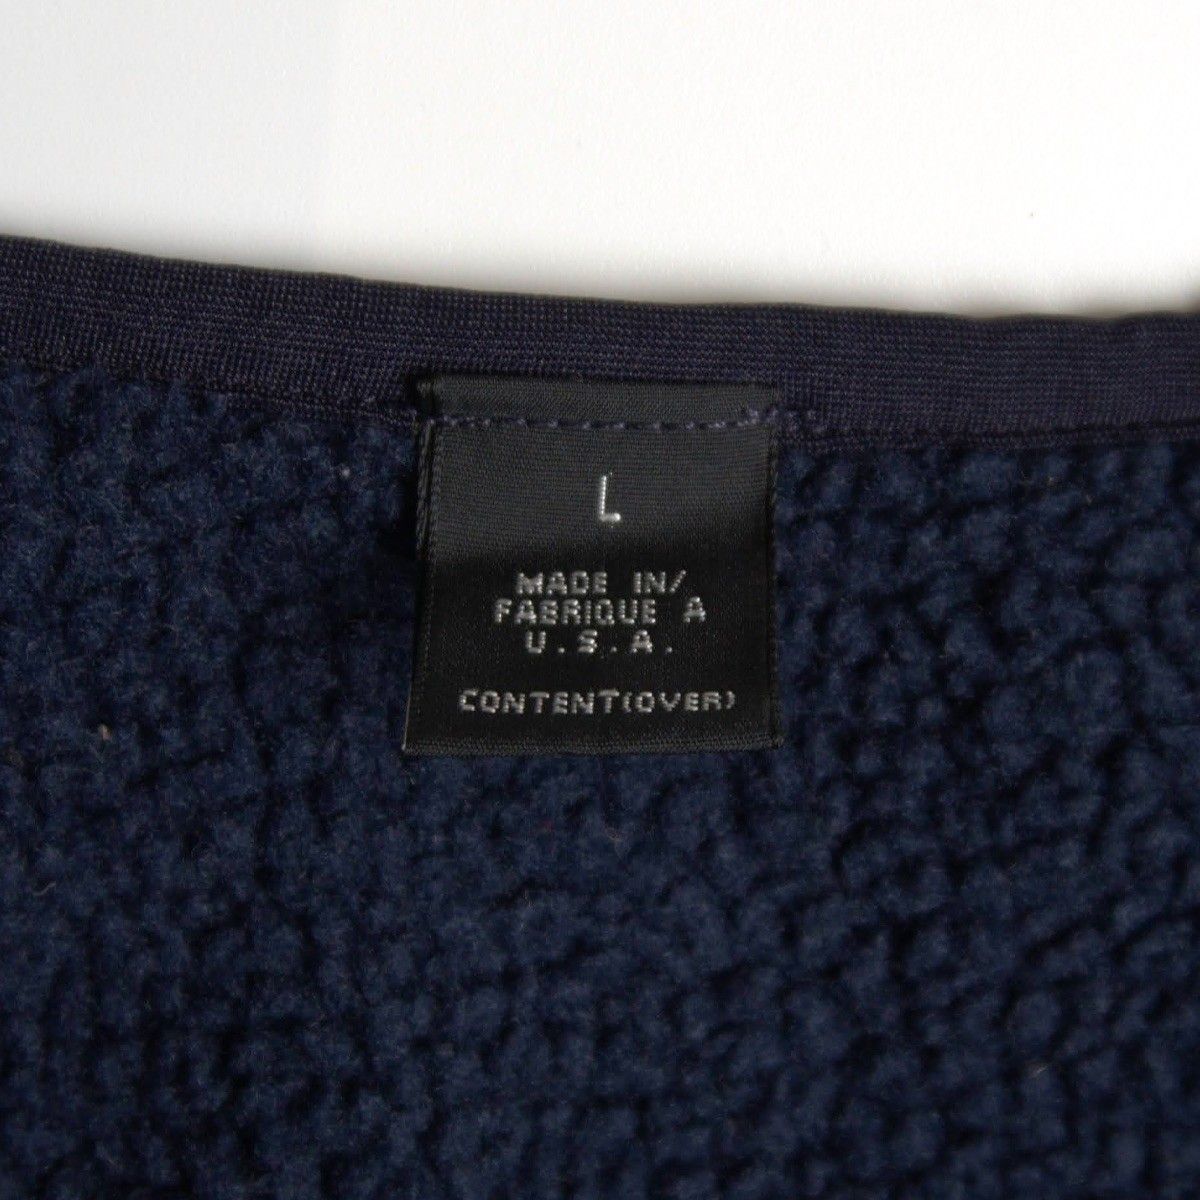 L
MADE IN/
FABRIQUE A
U.S.A.
CONTENT(OVER)